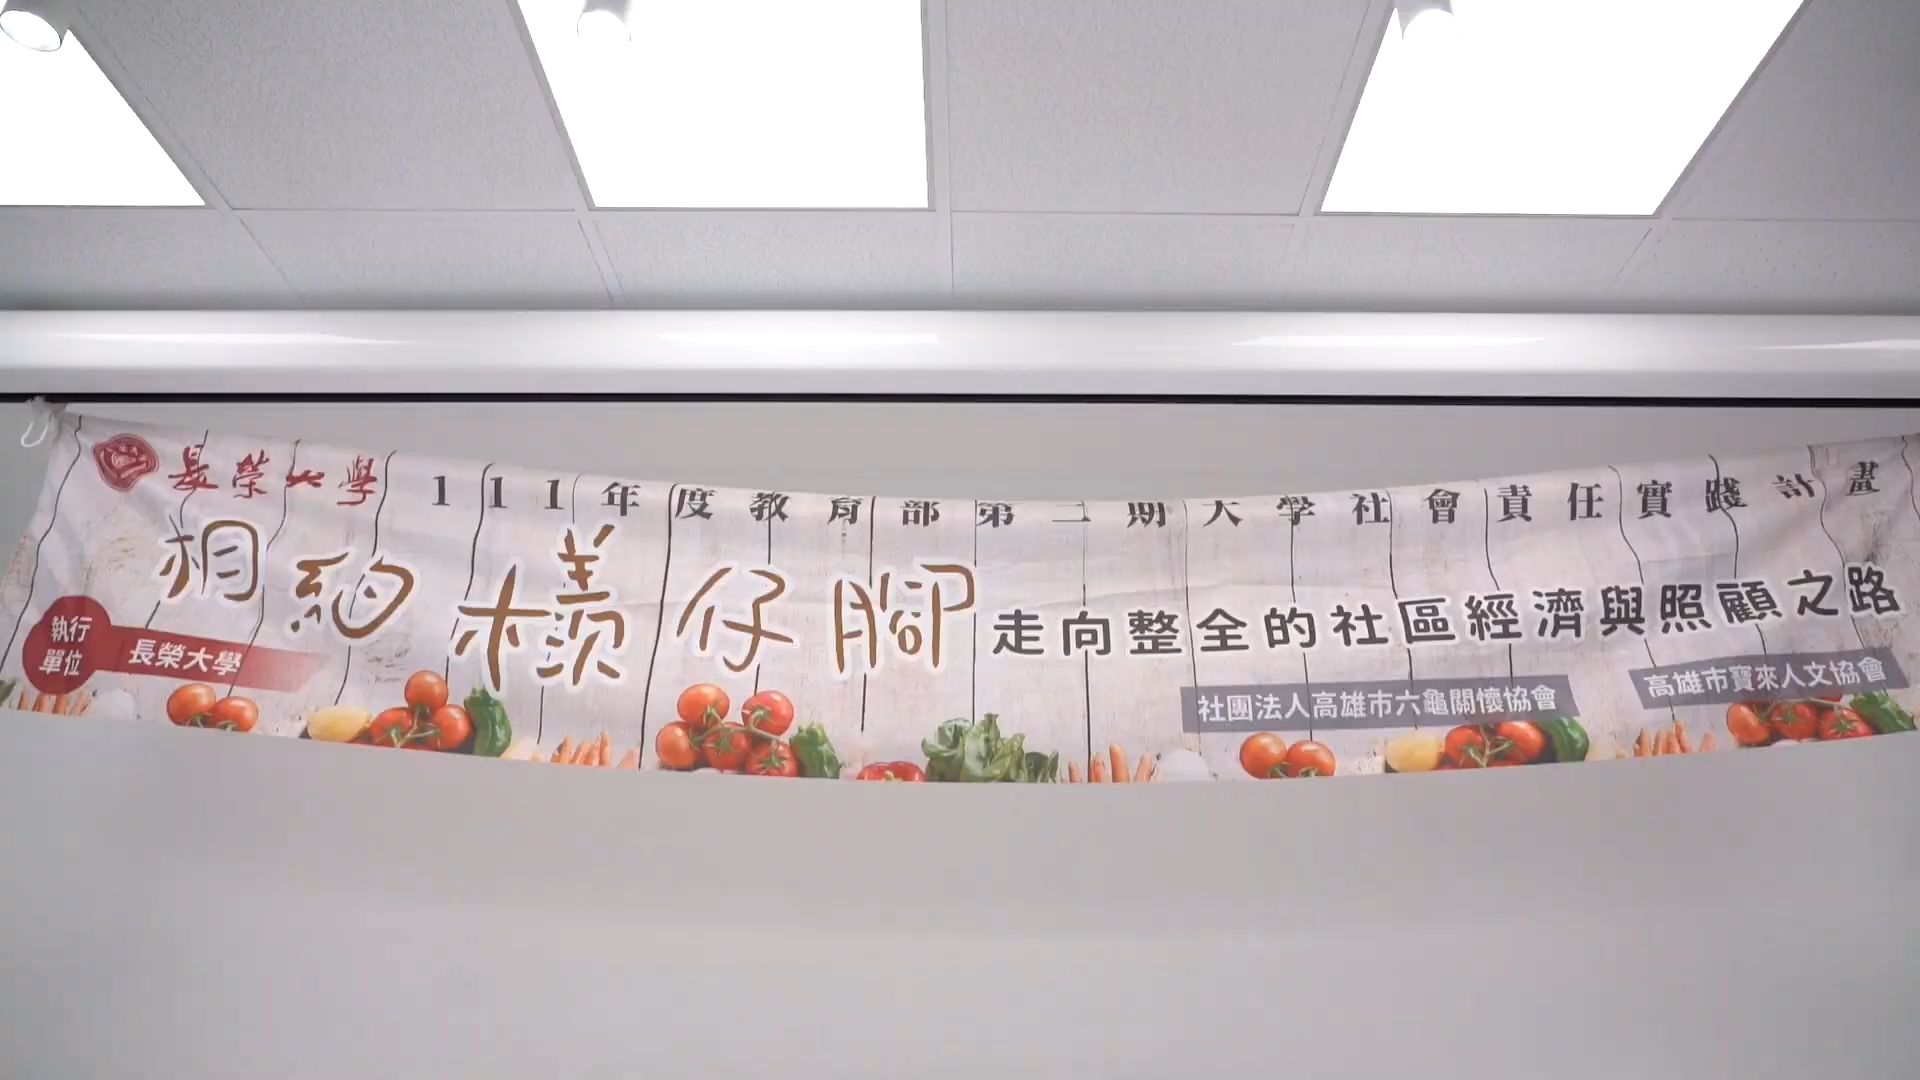 長榮大學 111年度教育部第二期大學社會責任實踐計畫
相約檨仔腳 走向整全的社區經濟與照顧之路
執行單位 長榮大學
社團法人高雄市六龜關懷協會 高雄市寶來人文協會